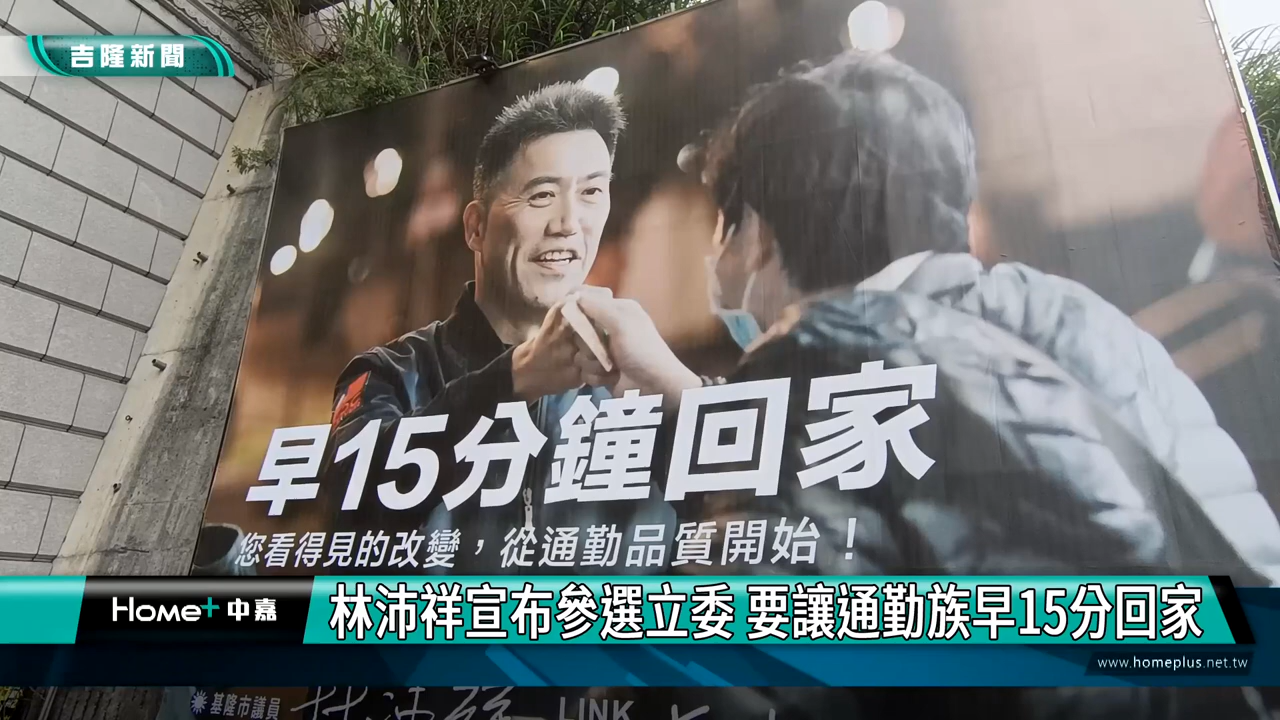 吉隆新聞
早15分鐘回家
您看得見的改變，從通勤品質開始！
Home+ 中嘉
林沛祥宣布參選立委 要讓通勤族早15分回家
www.homeplus.net.tw
基隆市議員
林沛祥
LINK